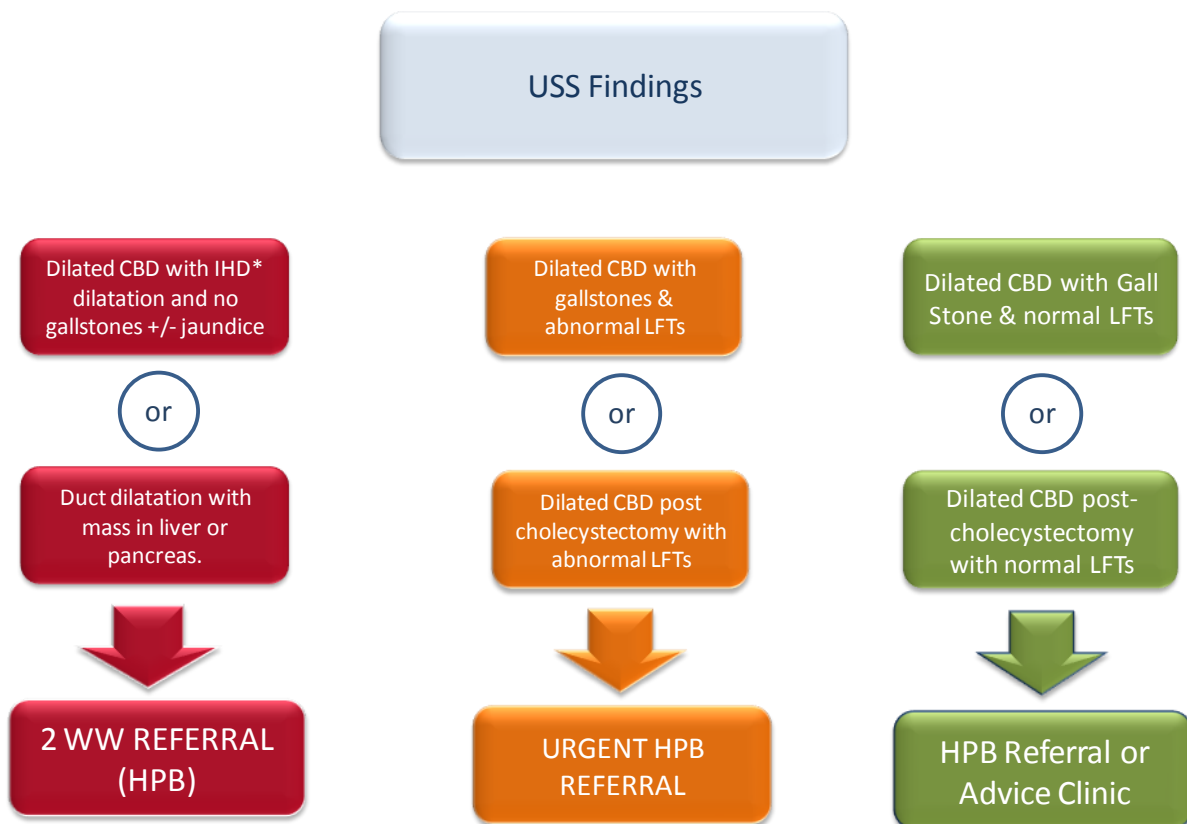 USS Findings
Dilated CBD with IHD*
dilatation and no
gallstones +/- jaundice
or
Duct dilatation with
mass in liver or
pancreas.
2 WW REFERRAL
(HPB)
Dilated CBD with
gallstones &
abnormal LFTs
or
Dilated CBD post
cholecystectomy with
abnormal LFTs
URGENT HPB
REFERRAL
Dilated CBD with Gall
Stone & normal LFTs
or
Dilated CBD post-
cholecystectomy
with normal LFTs
HPB Referral or
Advice Clinic